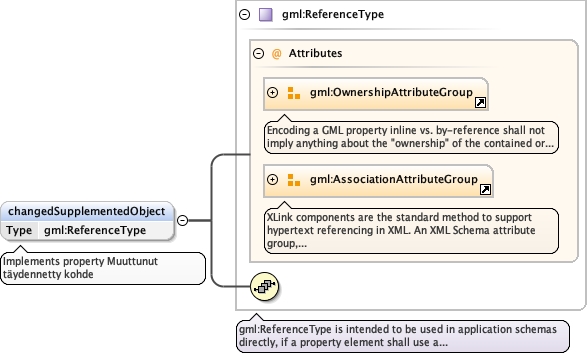 gml:ReferenceType
@ Attributes
gml:OwnershipAttributeGroup
Encoding a GML property inline vs. by-reference shall not
imply anything about the "ownership" of the contained or...
gml:AssociationAttributeGroup
XLink components are the standard method to support
hypertext referencing in XML. An XML Schema attribute
group,...
changedSupplementedObject
Type gml:ReferenceType
Implements property Muuttunut
täydennetty kohde
gml:ReferenceType is intended to be used in application schemas
directly, if a property element shall use a...